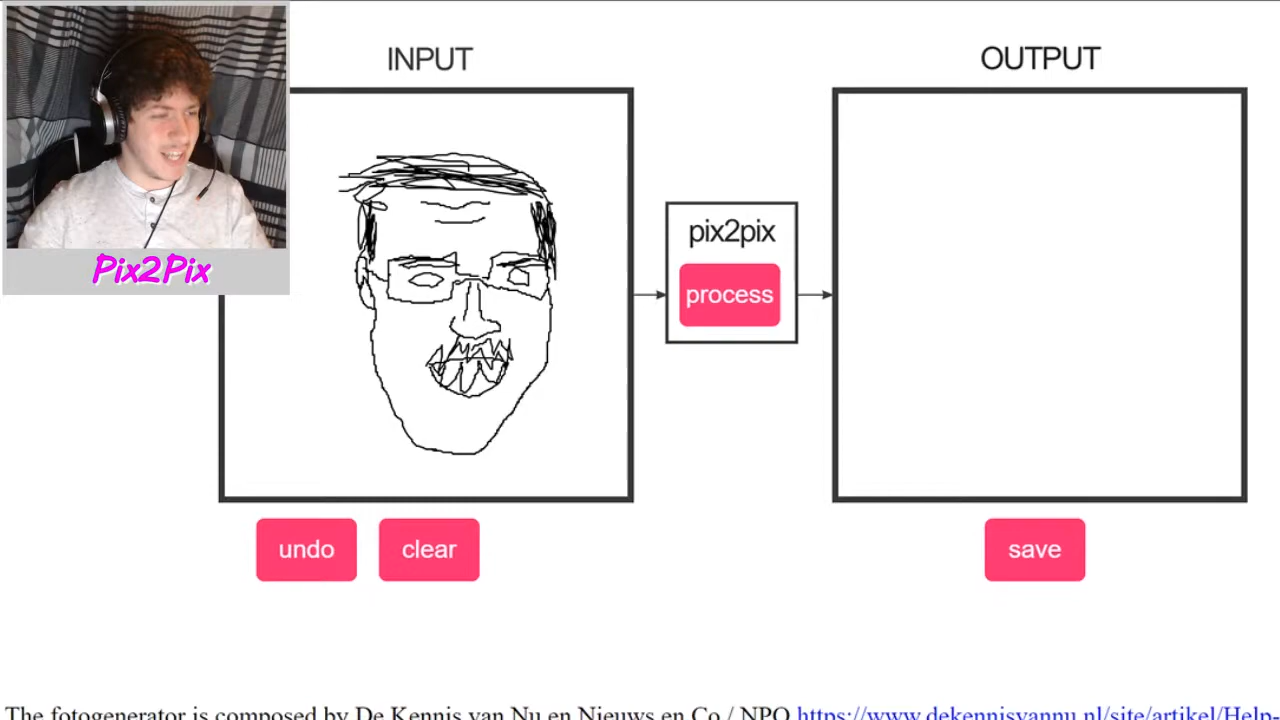 INPUT
OUTPUT
Pix2Pix
pix2pix
process
undo
clear
save
The fotogenerator is composed by De Kennis van Nu en Nieuws en Co / NPO https://www.dekennisvannu.nl/site/artikel/Help-